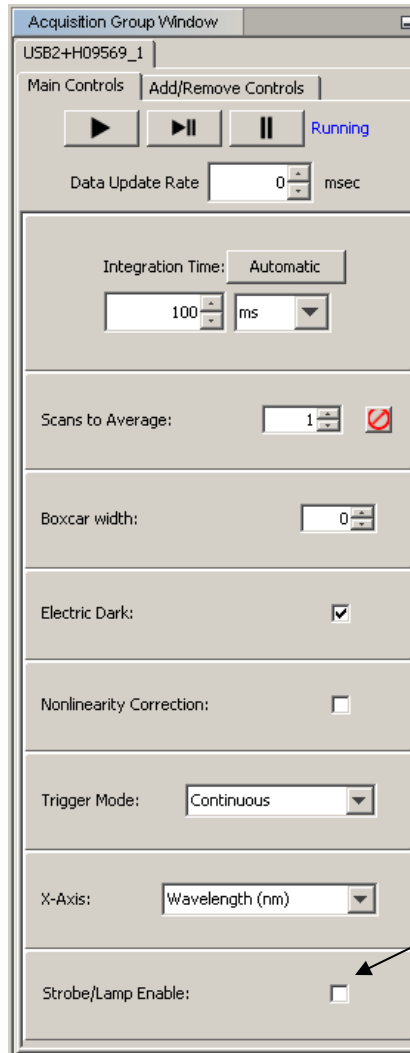 Acquisition Group Window
USB2+H09569_1
Main Controls Add/Remove Controls
Running
Data Update Rate 0 msec
Integration Time: Automatic
100 ms
Scans to Average: 1
Boxcar width: 0
Electric Dark:
Nonlinearity Correction:
Trigger Mode: Continuous
X-Axis: Wavelength (nm)
Strobe/Lamp Enable: